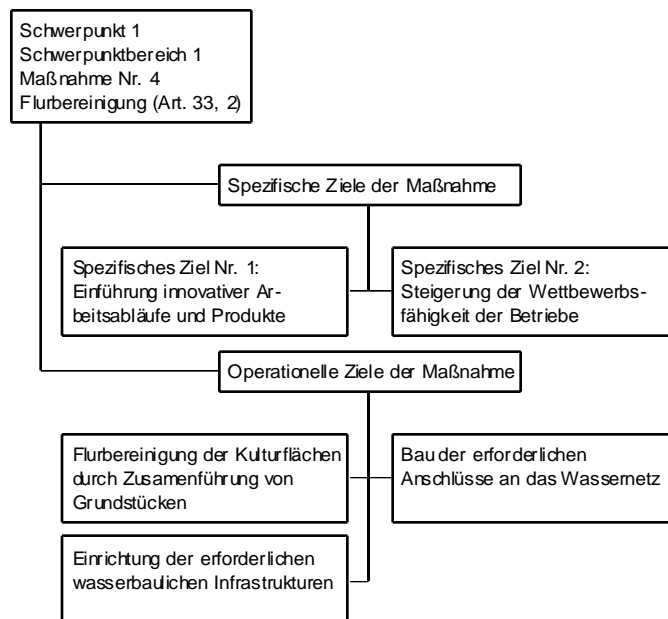 Schwerpunkt 1
Schwerpunktbereich 1
Maßnahme Nr. 4
Flurbereinigung (Art. 33, 2)
Spezifische Ziele der Maßnahme
Spezifisches Ziel Nr. 1:
Einführung innovativer Ar-
beitsabläufe und Produkte
Spezifisches Ziel Nr. 2:
Steigerung der Wettbewerbs-
fähigkeit der Betriebe
Operationelle Ziele der Maßnahme
Flurbereinigung der Kulturflächen
durch Zusamenführung von
Grundstücken
Bau der erforderlichen
Anschlüsse an das Wassernetz
Einrichtung der erforderlichen
wasserbaulichen Infrastrukturen